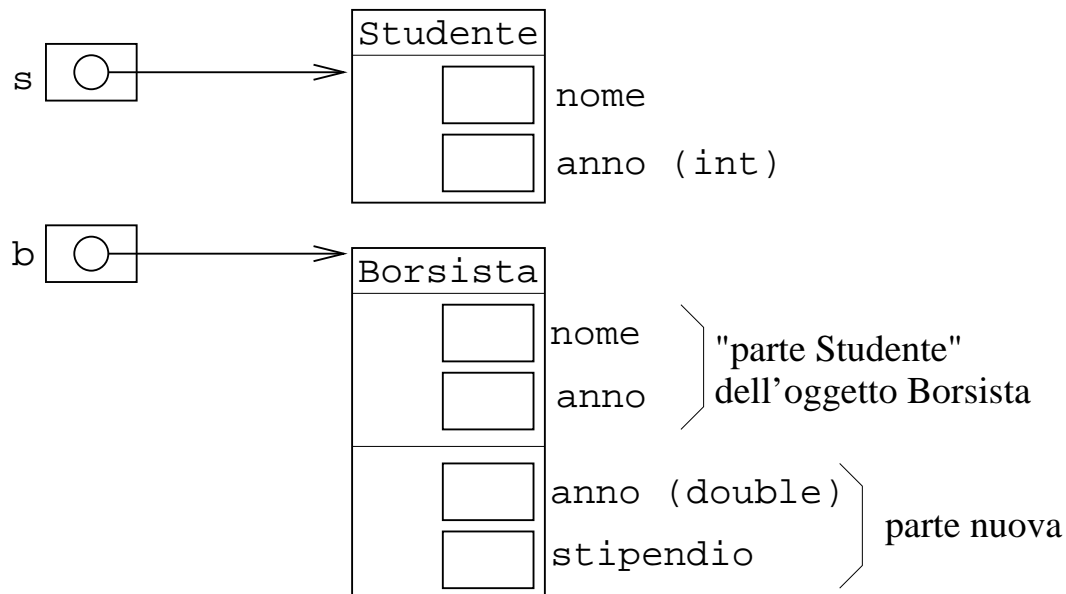 Studente
s
nome
anno (int)
b
Borsista
nome
"parte Studente"
anno
dell'oggetto Borsista
anno (double)
parte nuova
stipendio